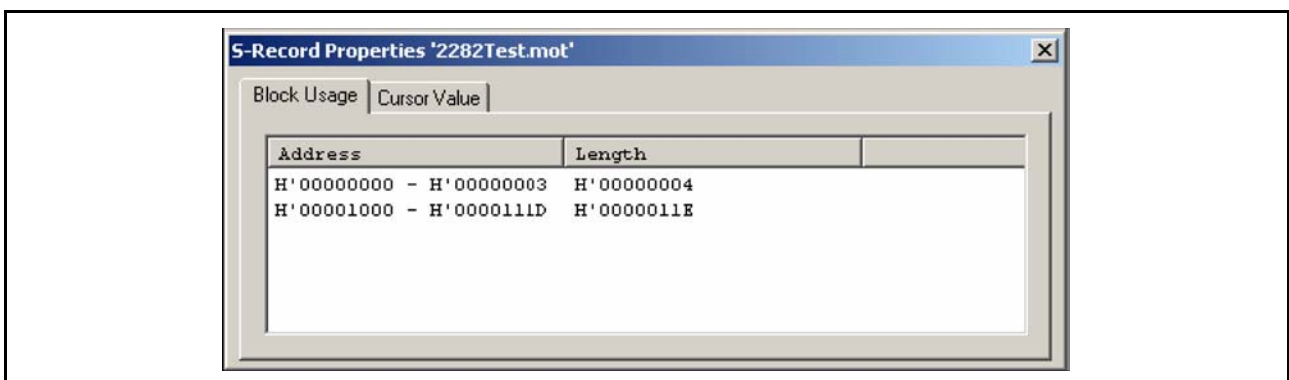 S-Record Properties '2282Test.mot'
Block Usage Cursor Value
Address Length
H'00000000 - H'00000003 H'00000004
H'00001000 - H'0000111D H'0000011E